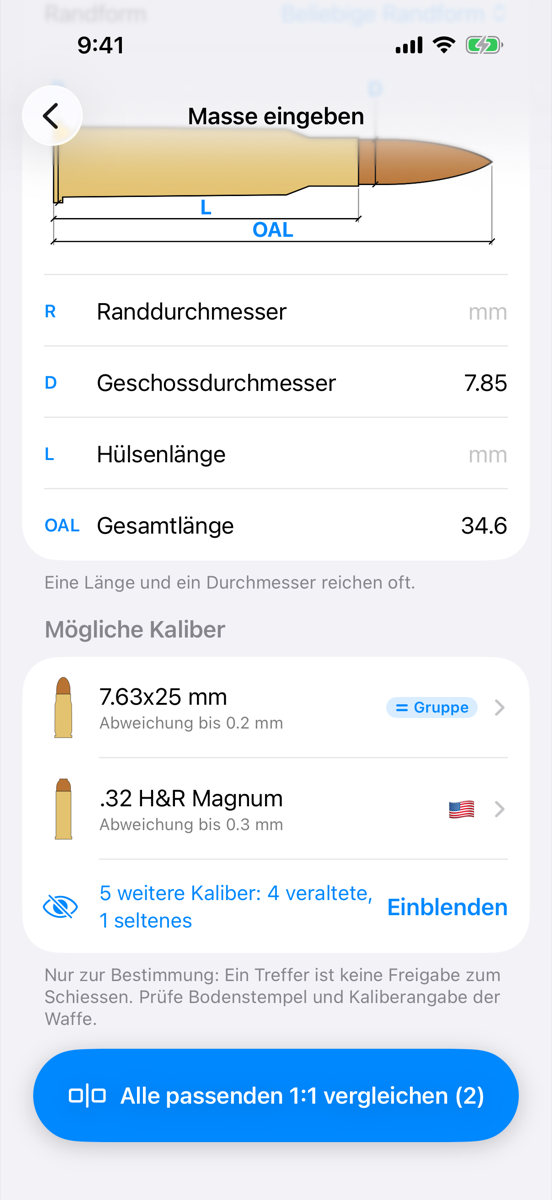 Randform
Beliebige Randform
9:41
Masse eingeben
D
L
OAL
R Randdurchmesser mm
D Geschossdurchmesser 7.85
L Hülsenlänge mm
OAL Gesamtlänge 34.6
Eine Länge und ein Durchmesser reichen oft.
Mögliche Kaliber
7.63x25 mm
Abweichung bis 0.2 mm
= Gruppe
.32 H&R Magnum
Abweichung bis 0.3 mm
5 weitere Kaliber: 4 veraltete,
1 seltenes
Einblenden
Nur zur Bestimmung: Ein Treffer ist keine Freigabe zum
Schiessen. Prüfe Bodenstempel und Kaliberangabe der
Waffe.
Alle passenden 1:1 vergleichen (2)